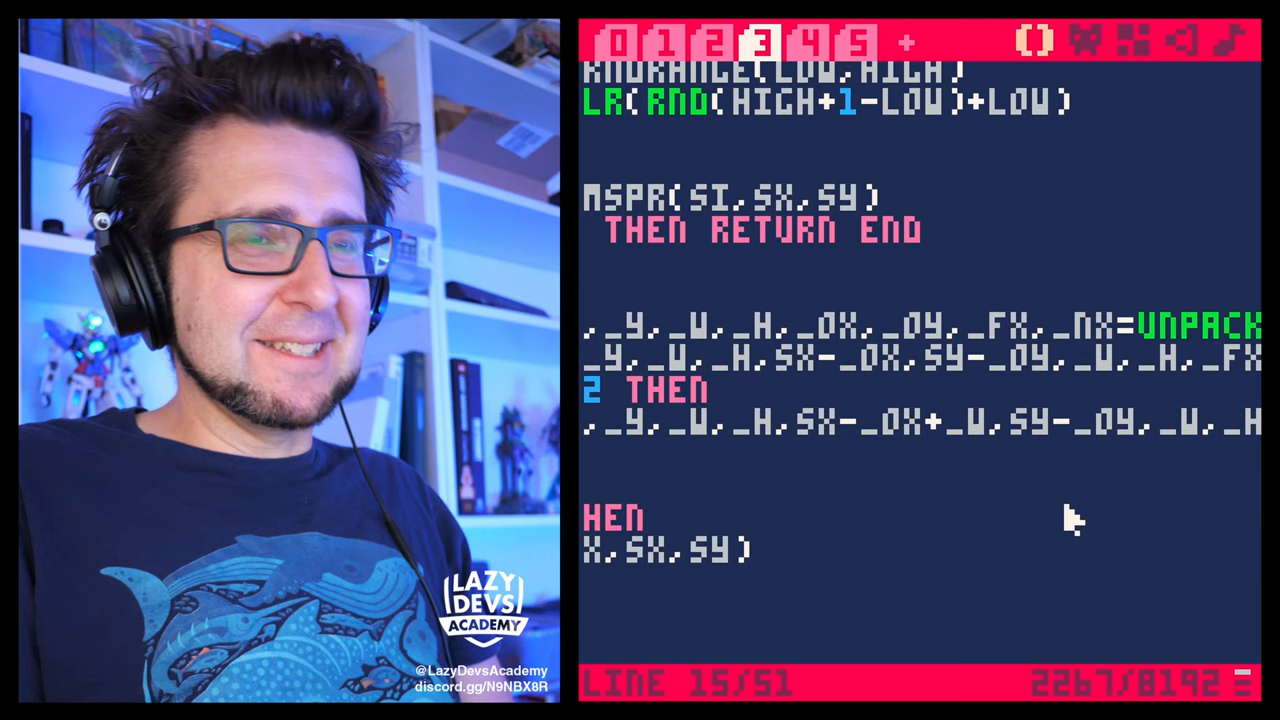 LAZY
DEVS
ACADEMY
@LazyDevsAcademy
discord.gg/N9NBX8R
0 1 2 3 4 5 +
RNDRANGE(LOW,HIGH)
LR(RND(HIGH+1-LOW)+LOW)
MSPR(SI,SX,SY)
THEN RETURN END
,_Y,_W,_H,_OX,_OY,_FX,_NX=UNPACK
_Y,_W,_H,SX-_OX,SY-_OY,_W,_H,_FX
2 THEN
,_Y,_W,_H,SX-_OX+_W,SY-_OY,_W,_H
HEN
X,SX,SY)
LINE 15/51
2267/8192